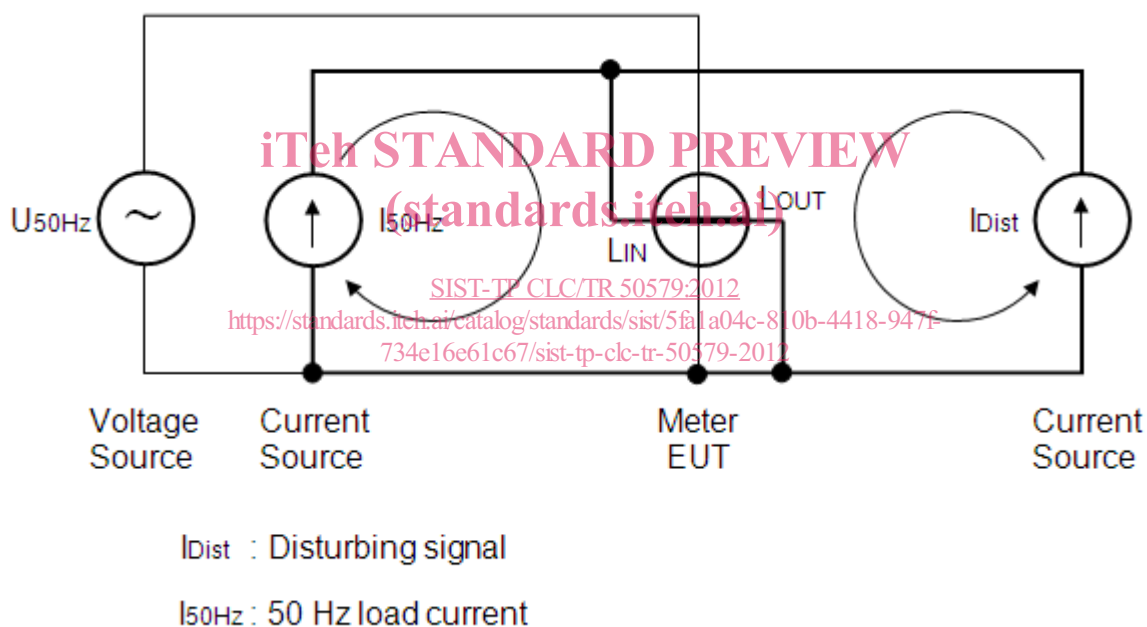 iTeh STANDARD PREVIEW
(standards.iteh.ai)
U50Hz
~
I50Hz
LIN
LOUT
IDist
SIST-TP CLC/TR 50579:2012
https://standards.iteh.ai/catalog/standards/sist/5fa1a04c-810b-4418-947f-
734e16e61c67/sist-tp-clc-tr-50579-2012
Voltage
Source
Current
Source
Meter
EUT
Current
Source
IDist : Disturbing signal
I50Hz : 50 Hz load current